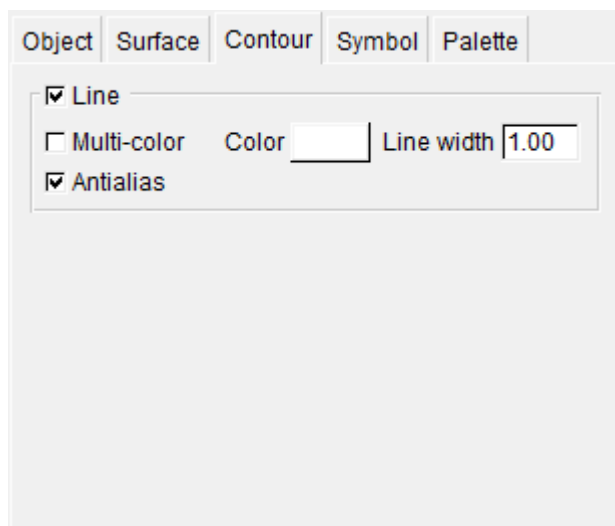 Object Surface Contour Symbol Palette
Line
Multi-color Color Line width 1.00
Antialias